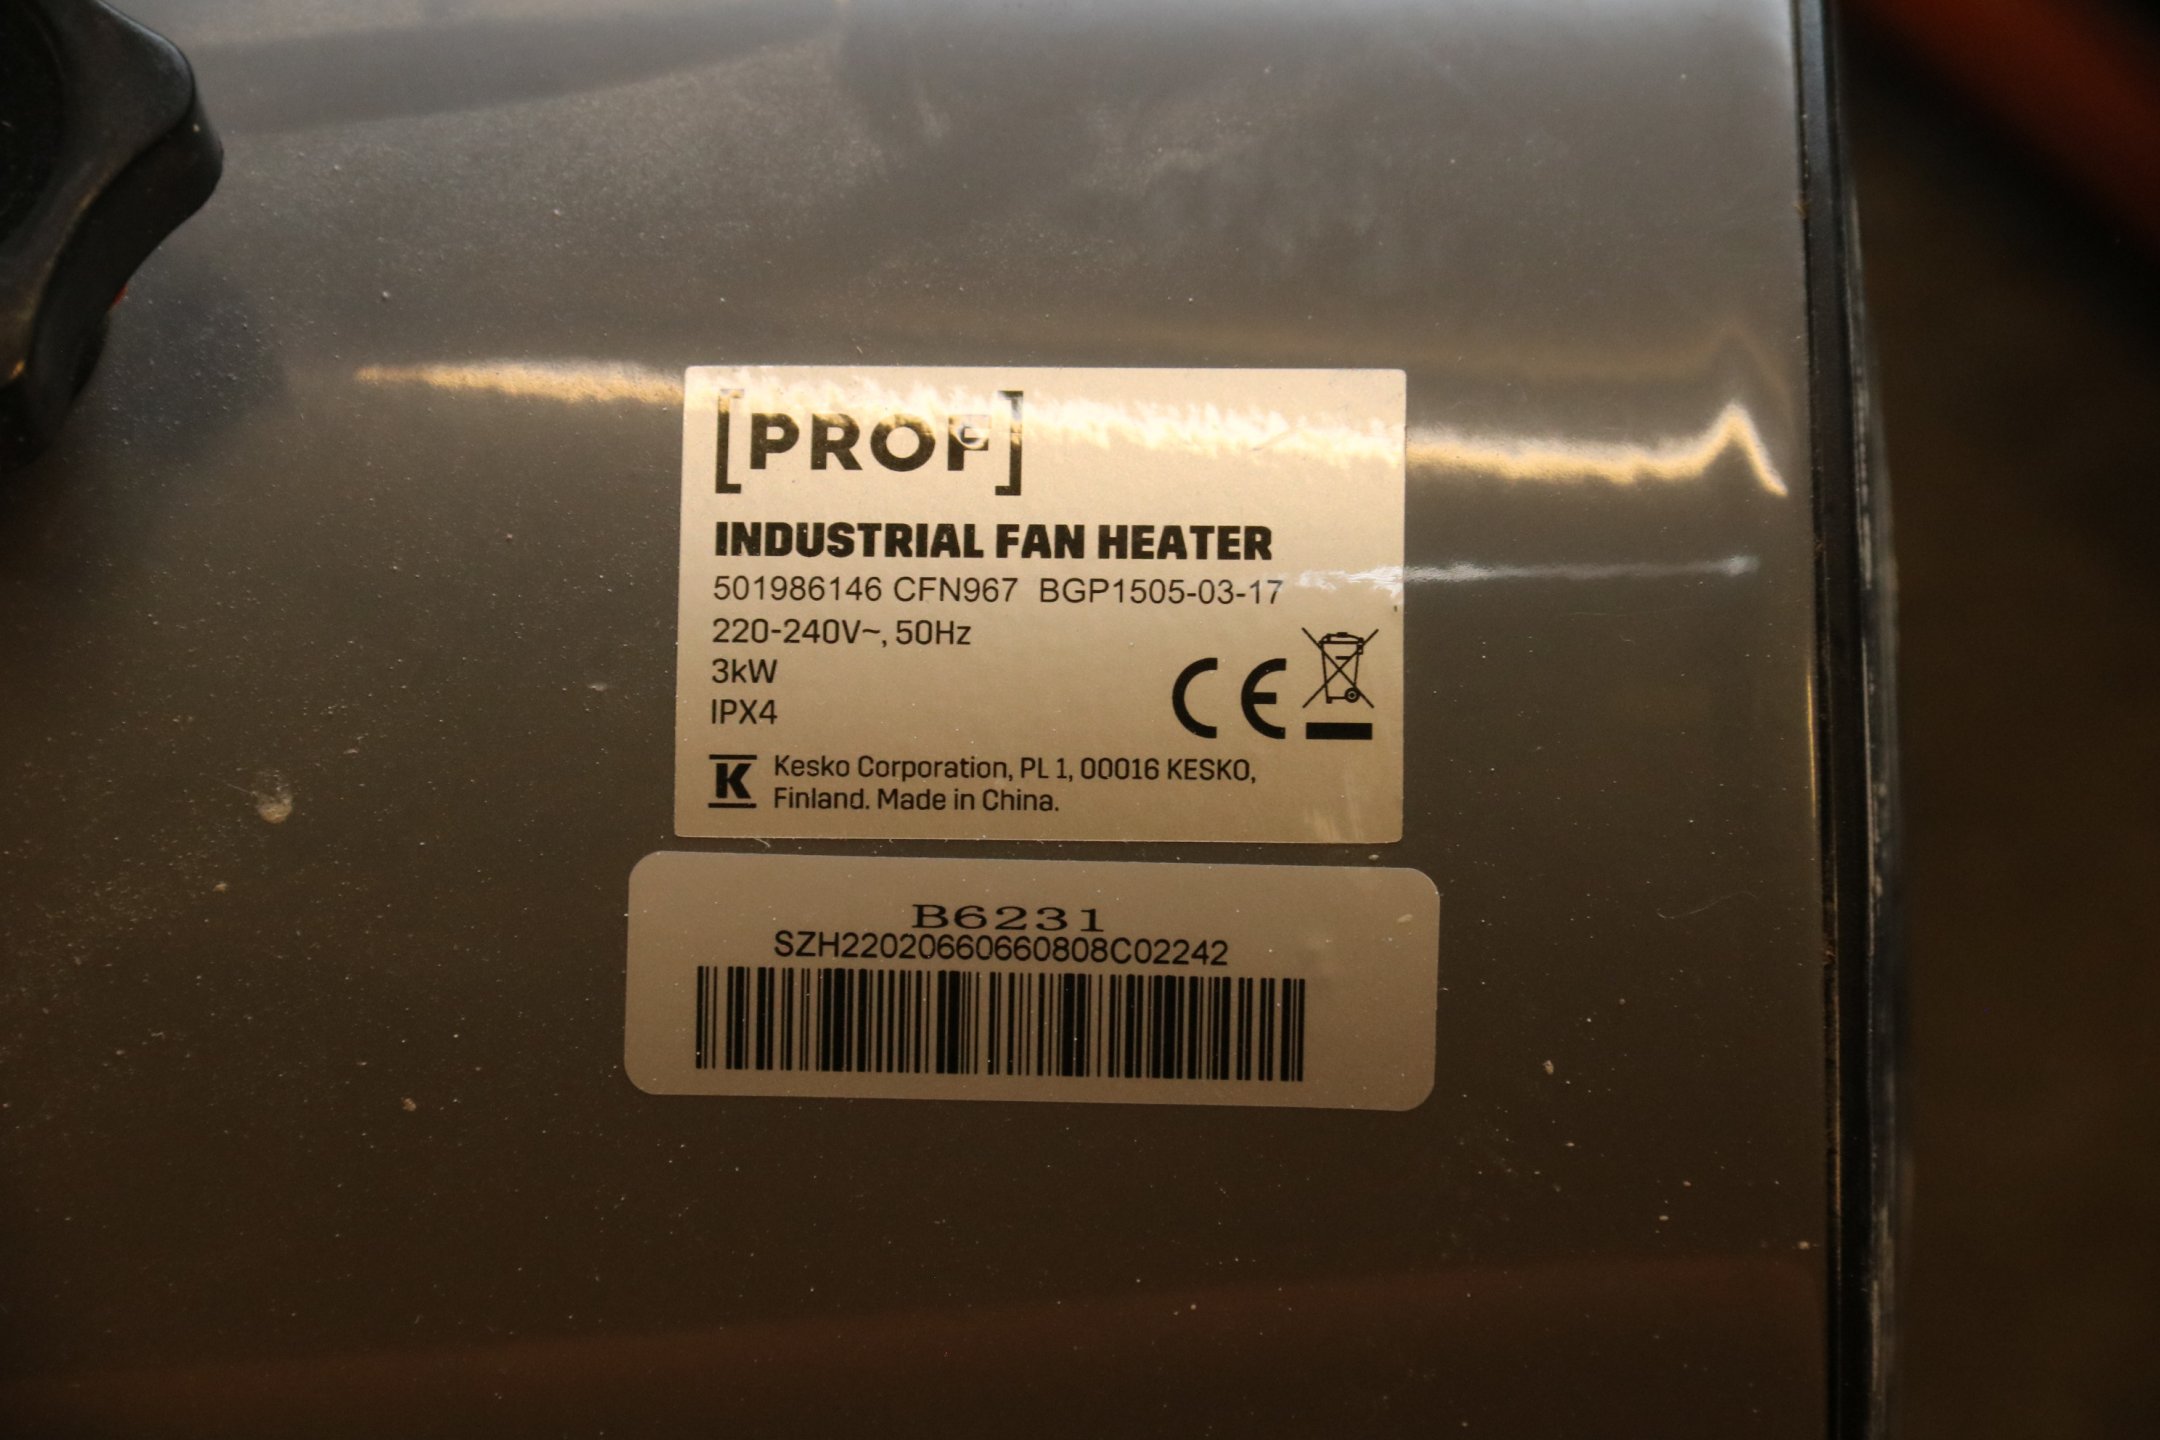 [PROF]
INDUSTRIAL FAN HEATER
501986146 CFN967 BGP1505-03-17
220-240V~, 50Hz
3kW
IPX4
CE
K
Kesko Corporation, PL 1, 00016 KESKO,
Finland. Made in China.
B6231
SZH22020660660808C02242